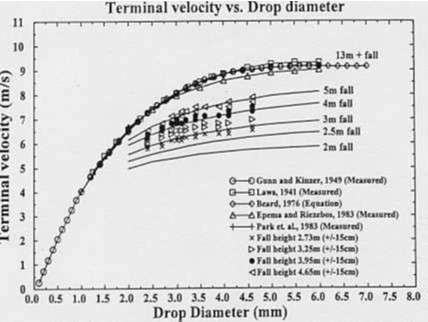 Terminal velocity vs. Drop diameter
Terminal velocity (m/s)
11
10
9
8
7
6
5
4
3
2
1
0
13m + fall
5m fall
4m fall
3m fall
2.5m fall
2m fall
Gunn and Kinzer, 1949 (Measured)
Laws, 1941 (Measured)
Beard, 1976 (Equation)
Epema and Riezebos, 1983 (Measured)
Park et. al., 1983 (Measured)
Fall height 2.73m (+/-15cm)
Fall height 3.25m (+/-15cm)
Fall height 3.95m (+/-15cm)
Fall height 4.65m (+/-15cm)
0.0 0.5 1.0 1.5 2.0 2.5 3.0 3.5 4.0 4.5 5.0 5.5 6.0 6.5 7.0 7.5 8.0
Drop Diameter (mm)